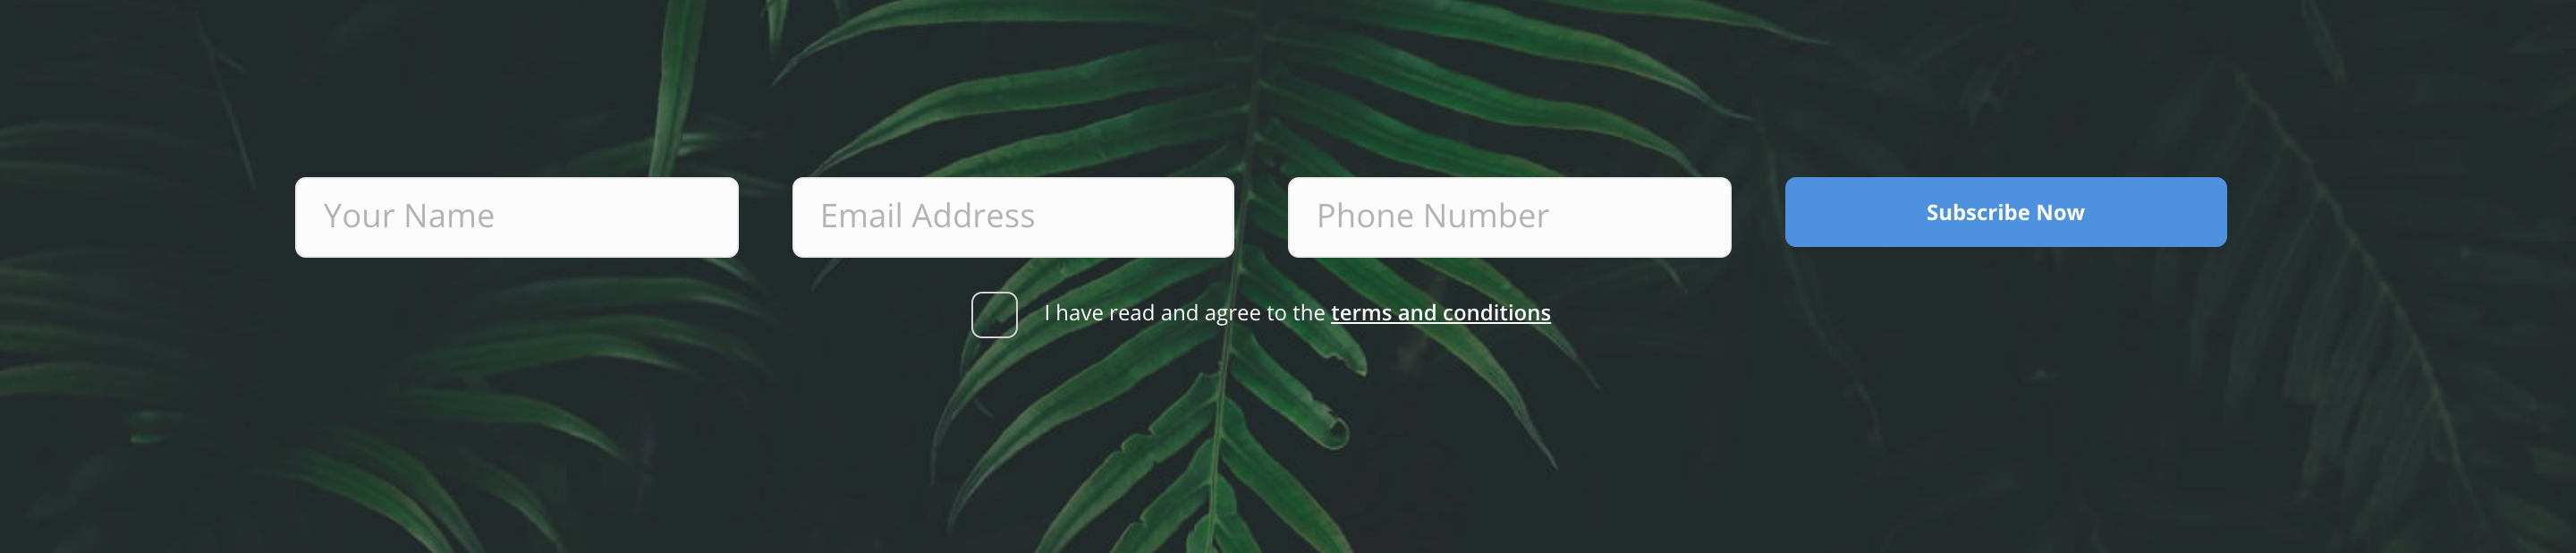 Your Name
Email Address
Phone Number
Subscribe Now
I have read and agree to the terms and conditions